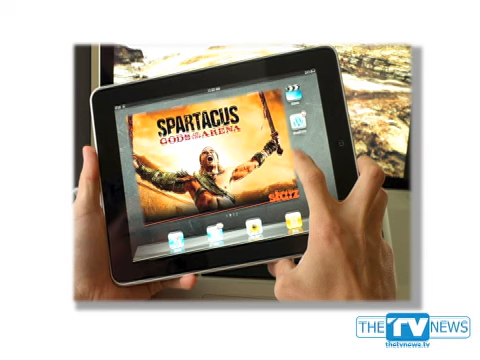 SPARTACUS
GODS OF THE ARENA
starz
THE TV NEWS
thetvnews.tv